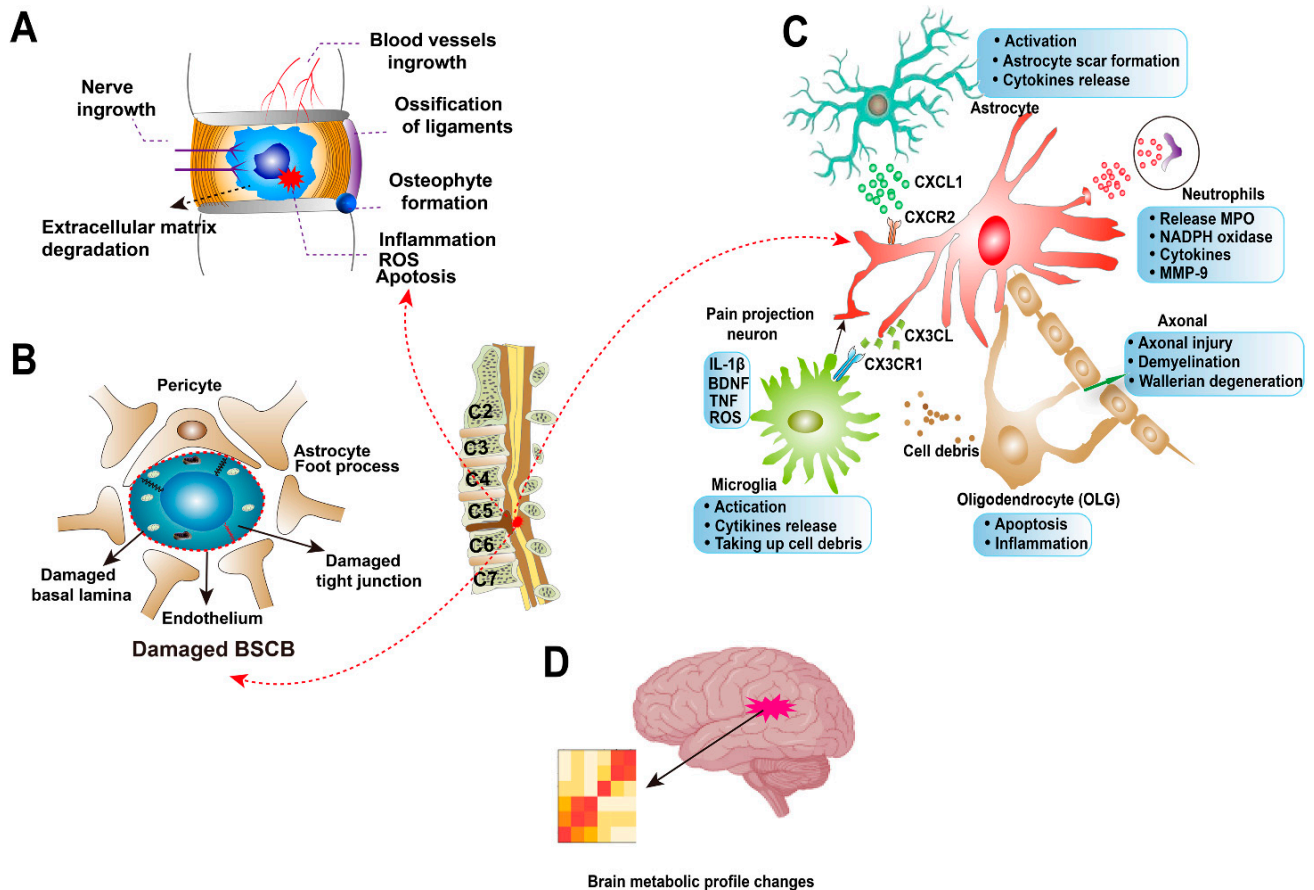 A
Blood vessels
ingrowth
Nerve
ingrowth
Ossification
of ligaments
Osteophyte
formation
Extracellular matrix
degradation
Inflammation
ROS
Apotosis
B
Pericyte
Astrocyte
Foot process
Damaged
basal lamina
Damaged
tight junction
Endothelium
Damaged BSCB
C2
C3
C4
C5
C6
C7
C
• Activation
• Astrocyte scar formation
• Cytokines release
Astrocyte
CXCL1
CXCR2
Neutrophils
• Release MPO
• NADPH oxidase
• Cytokines
• MMP-9
Pain projection
neuron
CX3CL
CX3CR1
IL-1β
BDNF
TNF
ROS
Axonal
• Axonal injury
• Demyelination
• Wallerian degeneration
Cell debris
Microglia
• Actication
• Cytikines release
• Taking up cell debris
Oligodendrocyte (OLG)
• Apoptosis
• Inflammation
D
Brain metabolic profile changes